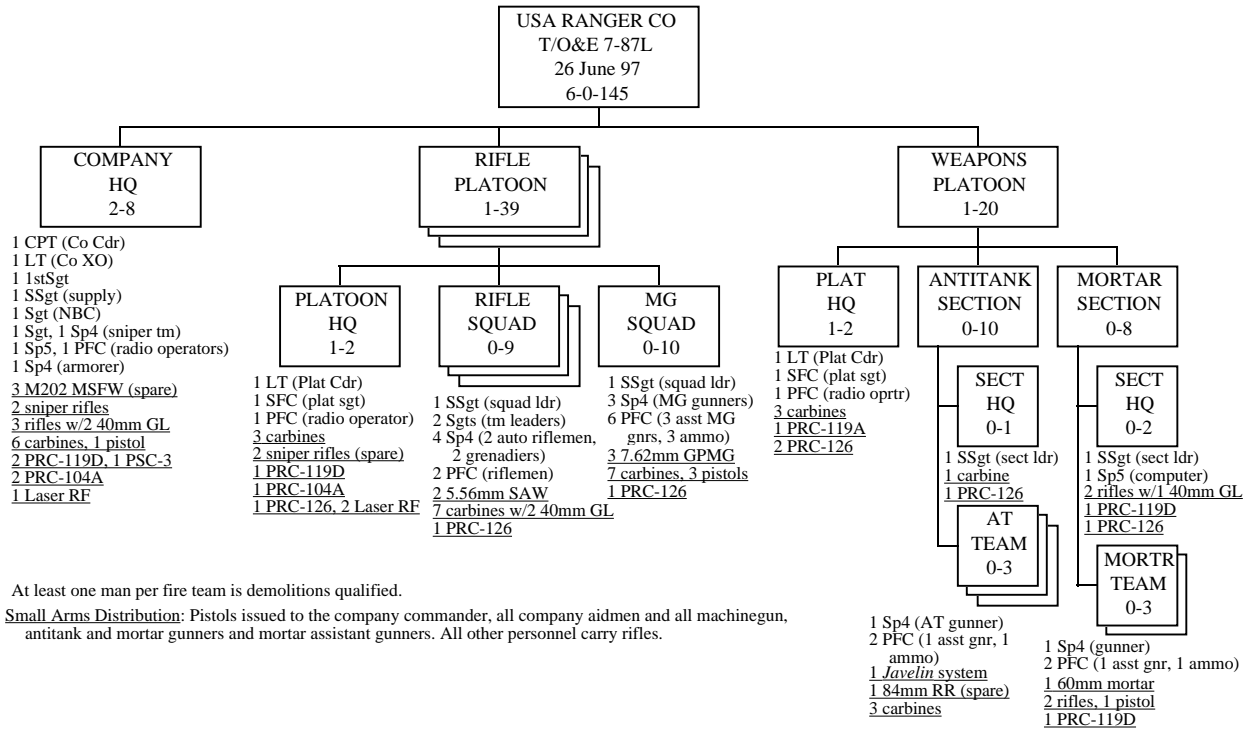 USA RANGER CO
T/O&E 7-87L
26 June 97
6-0-145
COMPANY
HQ
2-8
1 CPT (Co Cdr)
1 LT (Co XO)
1 1stSgt
1 SSgt (supply)
1 Sgt (NBC)
1 Sgt, 1 Sp4 (sniper tm)
1 Sp5, 1 PFC (radio operators)
1 Sp4 (armorer)
3 M202 MSFW (spare)
2 sniper rifles
3 rifles w/2 40mm GL
6 carbines, 1 pistol
2 PRC-119D, 1 PSC-3
2 PRC-104A
1 Laser RF
RIFLE
PLATOON
1-39
PLATOON
HQ
1-2
1 LT (Plat Cdr)
1 SFC (plat sgt)
1 PFC (radio operator)
3 carbines
2 sniper rifles (spare)
1 PRC-119D
1 PRC-104A
1 PRC-126, 2 Laser RF
RIFLE
SQUAD
0-9
1 SSgt (squad ldr)
2 Sgts (tm leaders)
4 Sp4 (2 auto riflemen,
2 grenadiers)
2 PFC (riflemen)
2 5.56mm SAW
7 carbines w/2 40mm GL
1 PRC-126
MG
SQUAD
0-10
1 SSgt (squad ldr)
3 Sp4 (MG gunners)
6 PFC (3 asst MG
gnrs, 3 ammo)
3 7.62mm GPMG
7 carbines, 3 pistols
1 PRC-126
WEAPONS
PLATOON
1-20
PLAT
HQ
1-2
1 LT (Plat Cdr)
1 SFC (plat sgt)
1 PFC (radio oprtr)
3 carbines
1 PRC-119A
2 PRC-126
ANTITANK
SECTION
0-10
SECT
HQ
0-1
1 SSgt (sect ldr)
1 carbine
1 PRC-126
AT
TEAM
0-3
1 Sp4 (AT gunner)
2 PFC (1 asst gnr, 1
ammo)
1 Javelin system
1 84mm RR (spare)
3 carbines
MORTAR
SECTION
0-8
SECT
HQ
0-2
1 SSgt (sect ldr)
1 Sp5 (computer)
2 rifles w/1 40mm GL
1 PRC-119D
1 PRC-126
MORTR
TEAM
0-3
1 Sp4 (gunner)
2 PFC (1 asst gnr, 1 ammo)
1 60mm mortar
2 rifles, 1 pistol
1 PRC-119D
At least one man per fire team is demolitions qualified.
Small Arms Distribution: Pistols issued to the company commander, all company aidmen and all machinegun,
antitank and mortar gunners and mortar assistant gunners. All other personnel carry rifles.